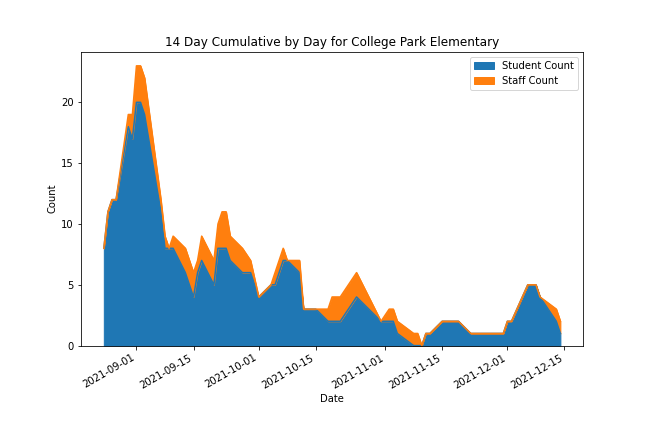 14 Day Cumulative by Day for College Park Elementary
Student Count
Staff Count
20
15
10
5
0
Count
2021-09-01
2021-09-15
2021-10-01
2021-10-15
2021-11-01
2021-11-15
2021-12-01
2021-12-15
Date